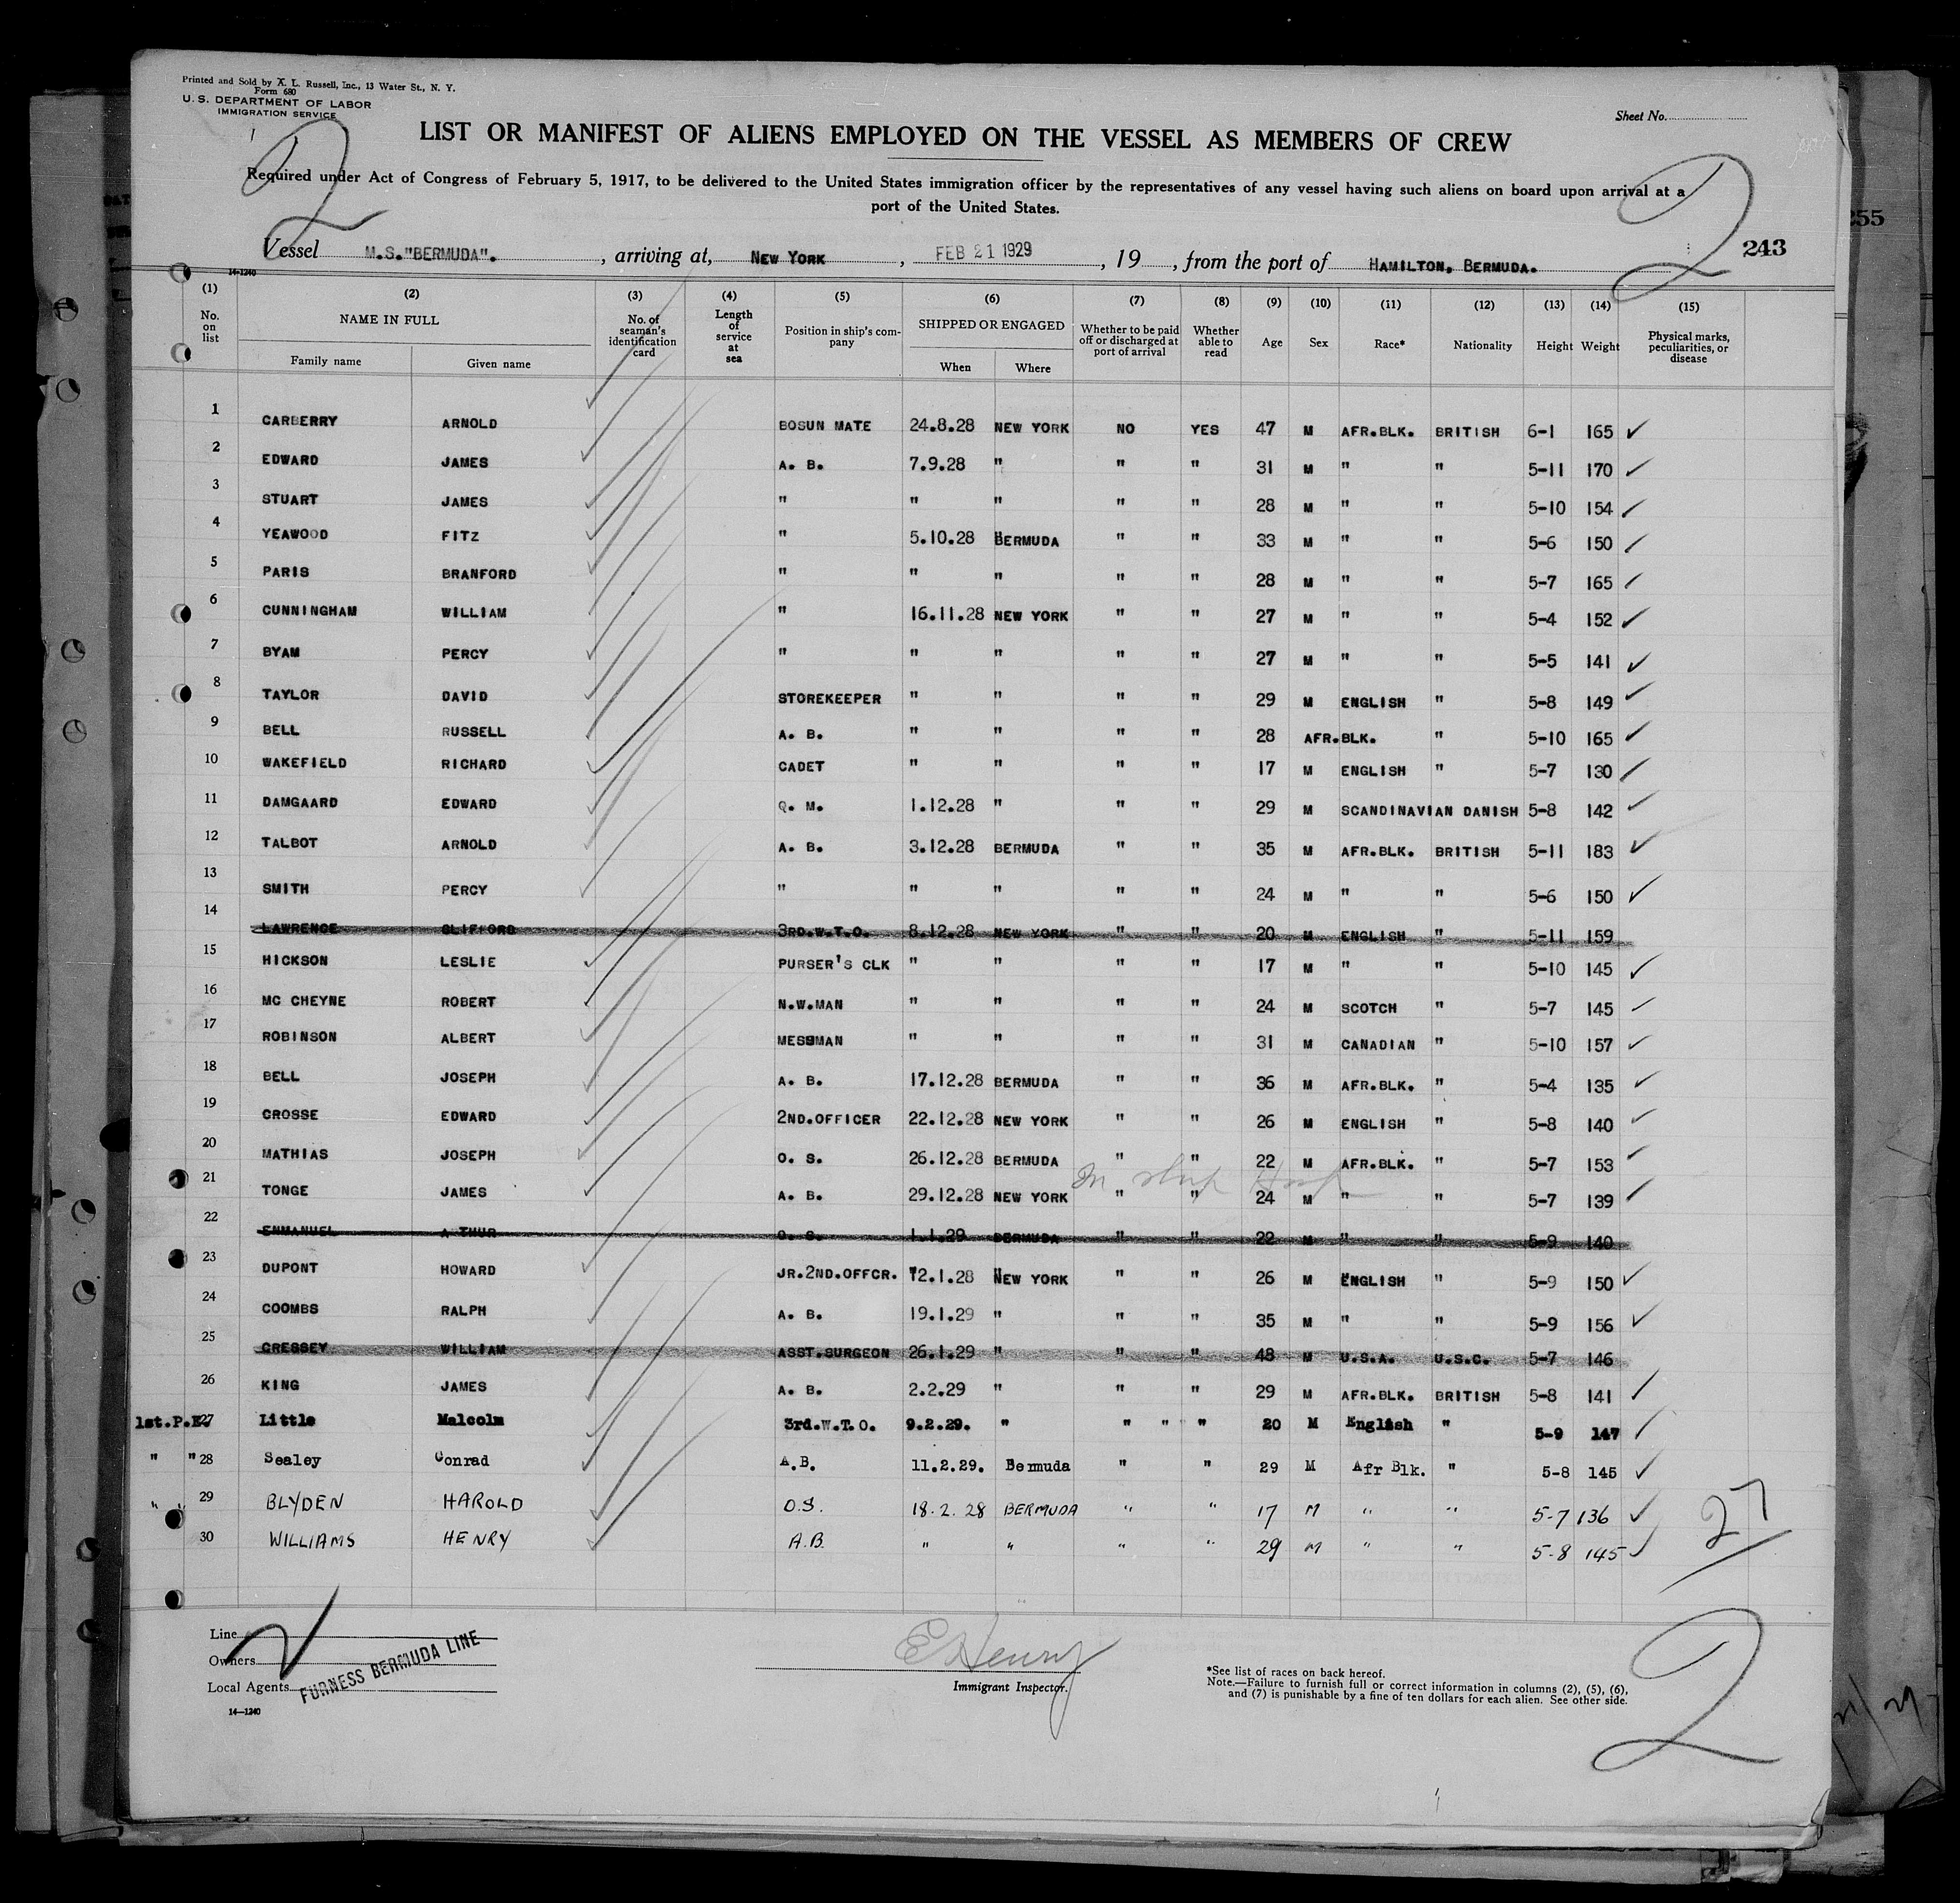 Printed and Sold by A. L. Russell, Inc., 13 Water St., N. Y.
Form 680
U. S. DEPARTMENT OF LABOR
IMMIGRATION SERVICE
Sheet No.
LIST OR MANIFEST OF ALIENS EMPLOYED ON THE VESSEL AS MEMBERS OF CREW
Required under Act of Congress of February 5, 1917, to be delivered to the United States immigration officer by the representatives of any vessel having such aliens on board upon arrival at a
port of the United States.
2 2
255
Vessel M.S."BERMUDA". , arriving at, NEW YORK , FEB 21 1929 , 19 , from the port of HAMILTON, BERMUDA. 243
14-1240
(1) (2) (3) (4) (5) (6) (7) (8) (9) (10) (11) (12) (13) (14) (15)
No. on list NAME IN FULL Family name Given name No. of seaman's identification card Length of service at sea Position in ship's company SHIPPED OR ENGAGED When Where Whether to be paid off or discharged at port of arrival Whether able to read Age Sex Race* Nationality Height Weight Physical marks, peculiarities, or disease
1 CARBERRY ARNOLD BOSUN MATE 24.8.28 NEW YORK NO YES 47 M AFR.BLK. BRITISH 6-1 165 ✓
2 EDWARD JAMES A. B. 7.9.28 " " " 31 M " " 5-11 170 ✓
3 STUART JAMES " " " " " 28 M " " 5-10 154 ✓
4 YEAWOOD FITZ " 5.10.28 BERMUDA " " 33 M " " 5-6 150 ✓
5 PARIS BRANFORD " " " " " 28 M " " 5-7 165 ✓
6 CUNNINGHAM WILLIAM " 16.11.28 NEW YORK " " 27 M " " 5-4 152 ✓
7 BYAM PERCY " " " " " 27 M " " 5-5 141 ✓
8 TAYLOR DAVID STOREKEEPER " " " " 29 M ENGLISH " 5-8 149 ✓
9 BELL RUSSELL A. B. " " " " 28 AFR.BLK. " 5-10 165 ✓
10 WAKEFIELD RICHARD CADET " " " " 17 M ENGLISH " 5-7 130 ✓
11 DAMGAARD EDWARD Q. M. 1.12.28 " " " 29 M SCANDINAVIAN DANISH 5-8 142 ✓
12 TALBOT ARNOLD A. B. 3.12.28 BERMUDA " " 35 M AFR.BLK. BRITISH 5-11 183 ✓
13 SMITH PERCY " " " " " 24 M " " 5-6 150 ✓
14 LAWRENCE CLIFFORD 3RD.W.T.O. 8.12.28 NEW YORK " " 20 M ENGLISH " 5-11 159
15 HICKSON LESLIE PURSER'S CLK " " " " 17 M " " 5-10 145 ✓
16 MC CHEYNE ROBERT N.W.MAN " " " " 24 M SCOTCH " 5-7 145 ✓
17 ROBINSON ALBERT MESSMAN " " " " 31 M CANADIAN " 5-10 157 ✓
18 BELL JOSEPH A. B. 17.12.28 BERMUDA " " 36 M AFR.BLK. " 5-4 135 ✓
19 CROSSE EDWARD 2ND.OFFICER 22.12.28 NEW YORK " " 26 M ENGLISH " 5-8 140 ✓
20 MATHIAS JOSEPH O. S. 26.12.28 BERMUDA " " 22 M AFR.BLK. " 5-7 153 ✓
In ship Hosp
21 TONGE JAMES A. B. 29.12.28 NEW YORK " " 24 M " " 5-7 139 ✓
22 EMMANUEL A THUR O. S. 1.1.29 BERMUDA " " 22 M " " 5-9 140
23 DUPONT HOWARD JR.2ND.OFFCR. 12.1.28 NEW YORK " " 26 M ENGLISH " 5-9 150 ✓
24 COOMBS RALPH A. B. 19.1.29 " " " 35 M " " 5-9 156 ✓
25 CRESSEY WILLIAM ASST.SURGEON 26.1.29 " " " 48 M U.S.A. U.S.C. 5-7 146
26 KING JAMES A. B. 2.2.29 " " " 29 M AFR.BLK. BRITISH 5-8 141 ✓
1st.P.E. 27 Little Malcolm 3rd.W.T.O. 9.2.29. " " " " 20 M English " 5-9 147 ✓
" " 28 Sealey Conrad A.B. 11.2.29. Bermuda " " 29 M Afr Blk. " 5-8 145 ✓
" " 29 BLYDEN HAROLD O.S. 18.2.28 BERMUDA " " 17 M " " 5-7 136 ✓
30 WILLIAMS HENRY A.B. " " " " 29 M " " 5-8 145 ✓
27
Line
Owners
Local Agents
FURNESS BERMUDA LINE
14-1240
E Henry
Immigrant Inspector.
*See list of races on back hereof.
Note.—Failure to furnish full or correct information in columns (2), (5), (6),
and (7) is punishable by a fine of ten dollars for each alien. See other side.
2